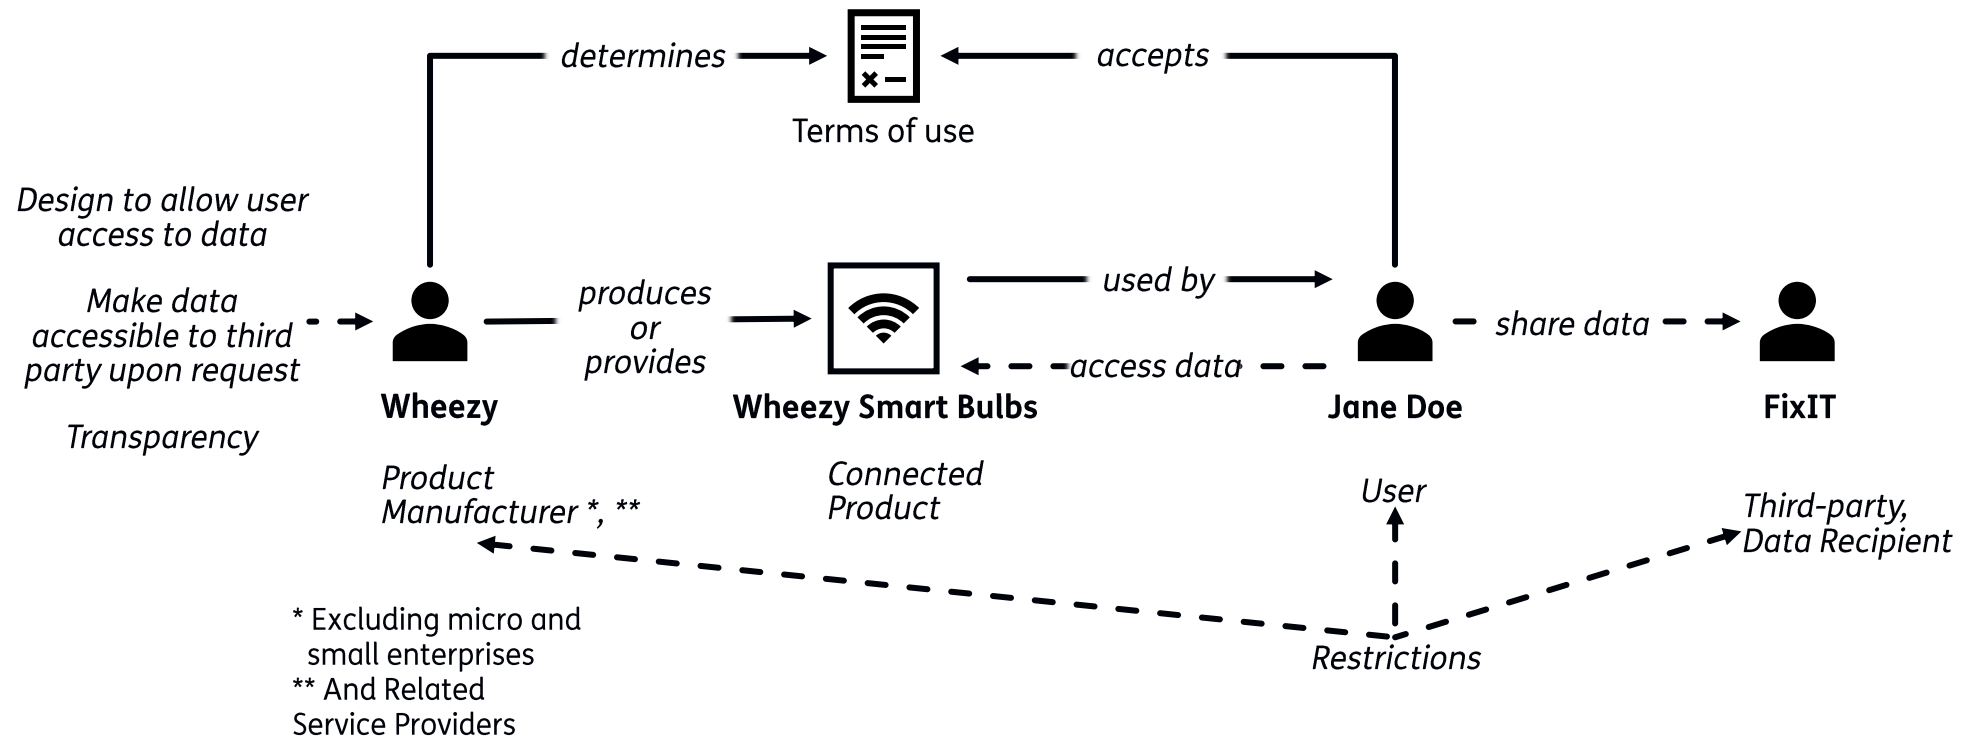 determines
accepts
Terms of use
Design to allow user
access to data
Make data
accessible to third
party upon request
Transparency
produces
or
provides
used by
access data
share data
Wheezy
Wheezy Smart Bulbs
Jane Doe
FixIT
Product
Manufacturer *, **
Connected
Product
User
Third-party,
Data Recipient
Restrictions
* Excluding micro and
small enterprises
** And Related
Service Providers